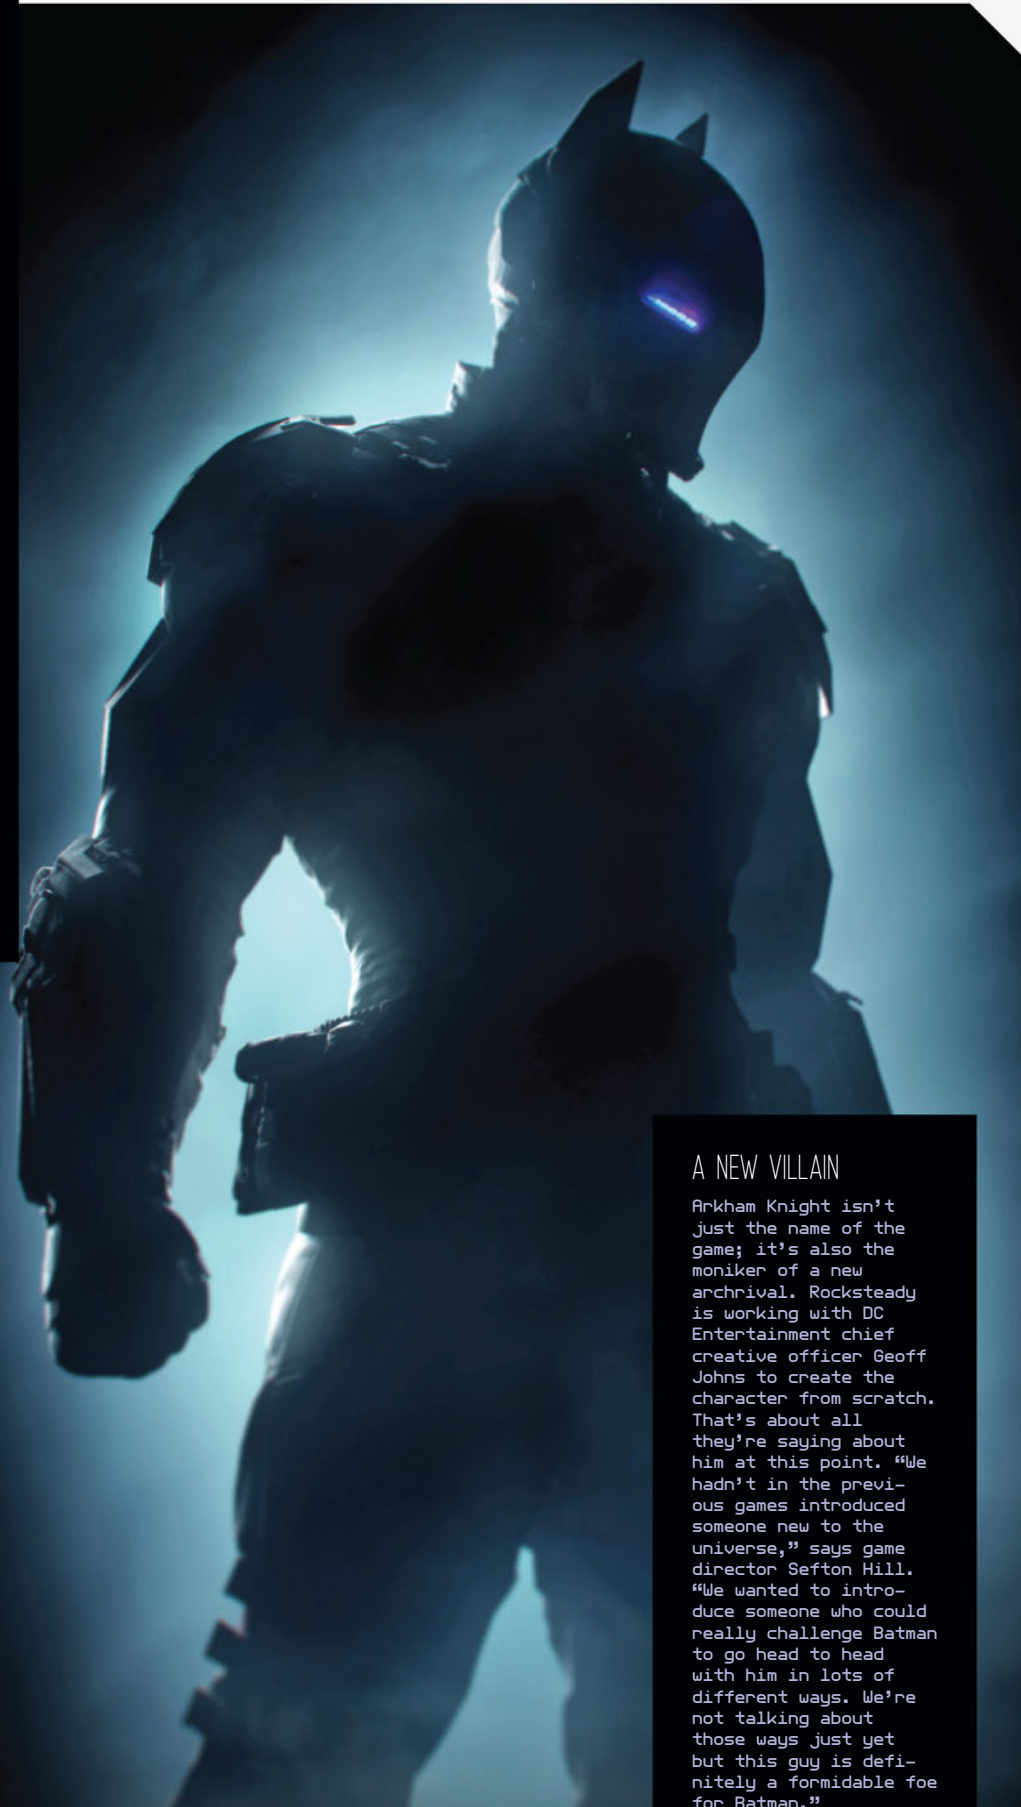 A NEW VILLAIN
Arkham Knight isn't
just the name of the
game; it's also the
moniker of a new
archrival. Rocksteady
is working with DC
Entertainment chief
creative officer Geoff
Johns to create the
character from scratch.
That's about all
they're saying about
him at this point. “We
hadn't in the previ-
ous games introduced
someone new to the
universe,” says game
director Sefton Hill.
“We wanted to intro-
duce someone who could
really challenge Batman
to go head to head
with him in lots of
different ways. We're
not talking about
those ways just yet
but this guy is defi-
nitely a formidable foe
for Batman.”